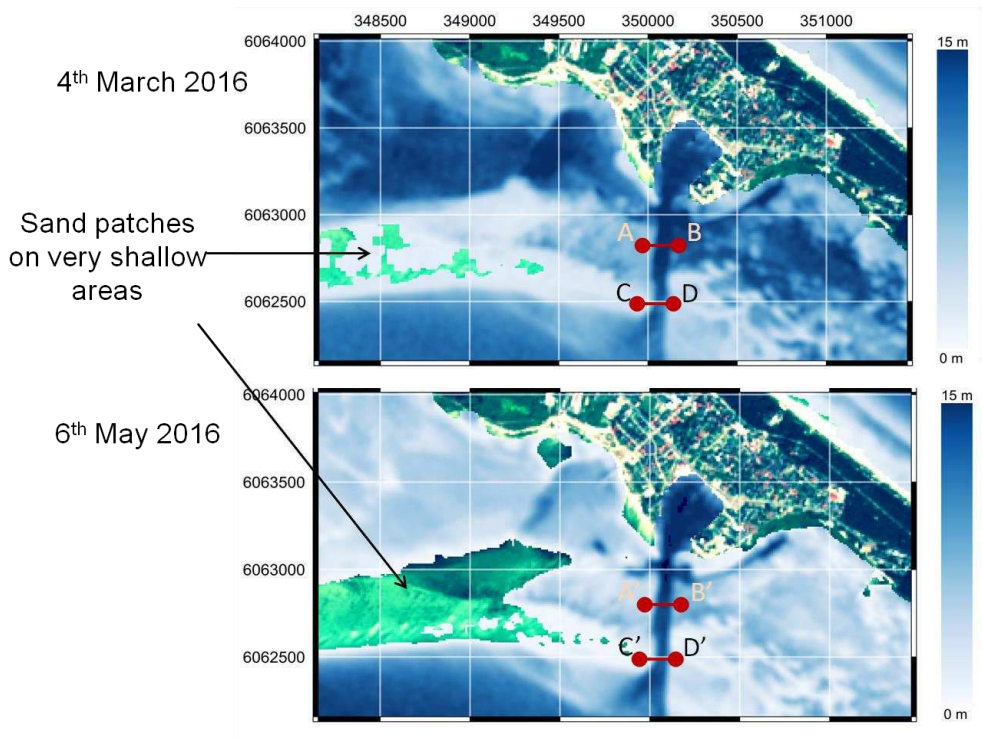 348500 349000 349500 350000 350500 351000
6064000
6063500
6063000
6062500
15 m
0 m
4th March 2016
A B
C D
Sand patches
on very shallow
areas
6th May 2016
6064000
6063500
6063000
6062500
15 m
0 m
A' B’
C’ D’